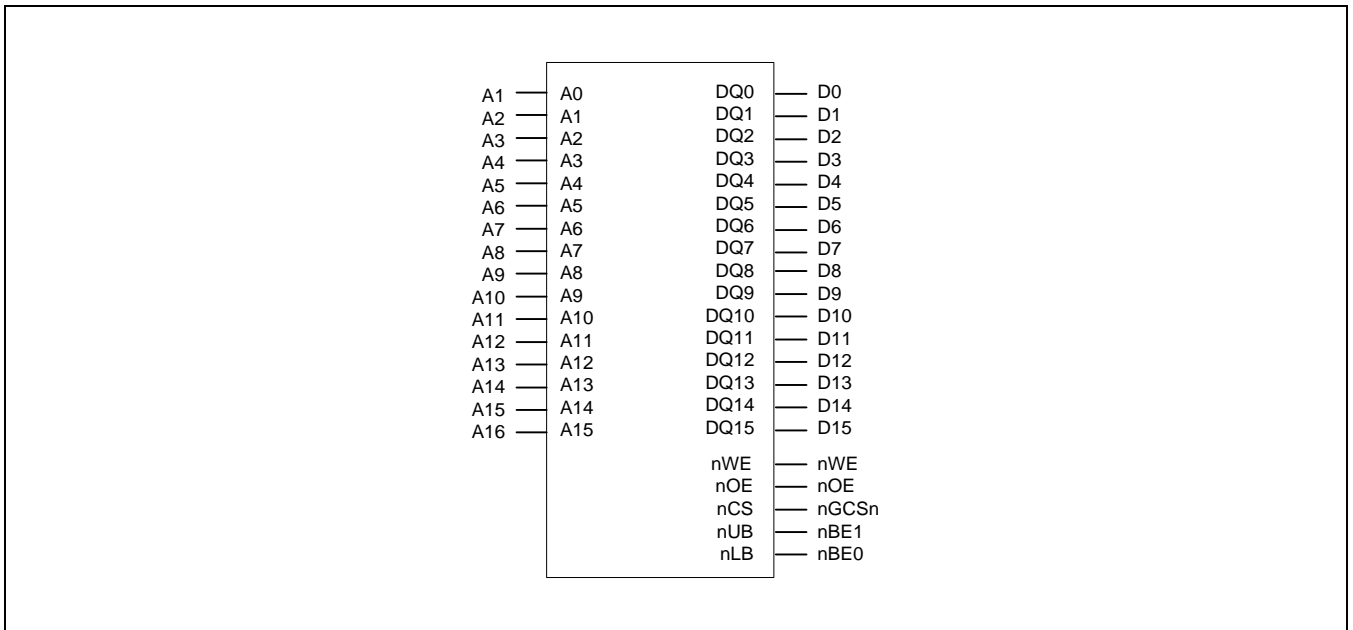 A1 A0 DQ0 D0
A2 A1 DQ1 D1
A3 A2 DQ2 D2
A4 A3 DQ3 D3
A5 A4 DQ4 D4
A6 A5 DQ5 D5
A7 A6 DQ6 D6
A8 A7 DQ7 D7
A9 A8 DQ8 D8
A10 A9 DQ9 D9
A11 A10 DQ10 D10
A12 A11 DQ11 D11
A13 A12 DQ12 D12
A14 A13 DQ13 D13
A15 A14 DQ14 D14
A16 A15 DQ15 D15
nWE nWE
nOE nOE
nCS nGCSn
nUB nBE1
nLB nBE0